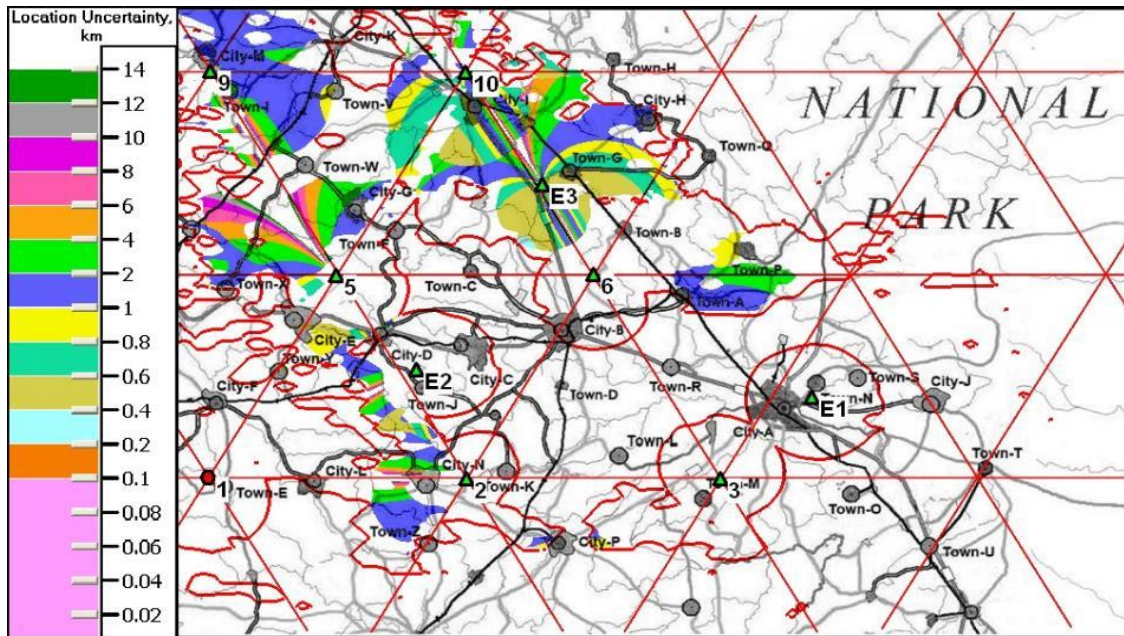 Location Uncertainty,
km
14
12
10
8
6
4
2
1
0.8
0.6
0.4
0.2
0.1
0.08
0.06
0.04
0.02
City-K
City-M
9
10
Town-H
Town-V
City-H
NATIONAL
Town-W
Town-G
Town-Q
City-G
E3
PARK
Town-F
Town-B
Town-P
Town-X
5
Town-C
6
Town-A
City-E
City-B
Town-Y
City-D
City-C
E2
Town-J
Town-R
Town-S
City-J
City-F
Town-D
E1
Town-N
City-A
Town-L
City-L
City-N
Town-T
1
Town-E
2
Town-K
3
Town-O
Town-Z
City-P
Town-U